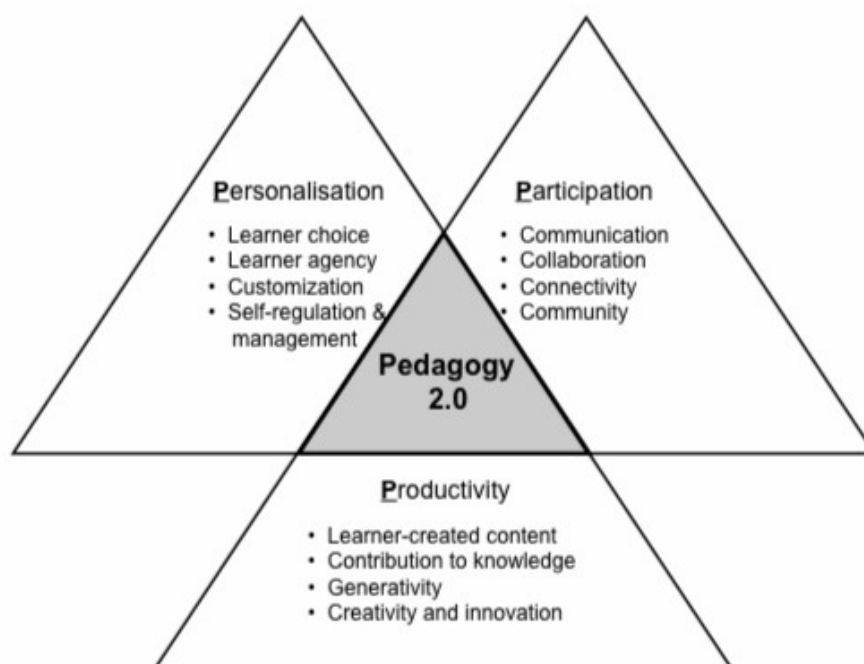 Personalisation
• Learner choice
• Learner agency
• Customization
• Self-regulation &
management
Participation
• Communication
• Collaboration
• Connectivity
• Community
Pedagogy
2.0
Productivity
• Learner-created content
• Contribution to knowledge
• Generativity
• Creativity and innovation